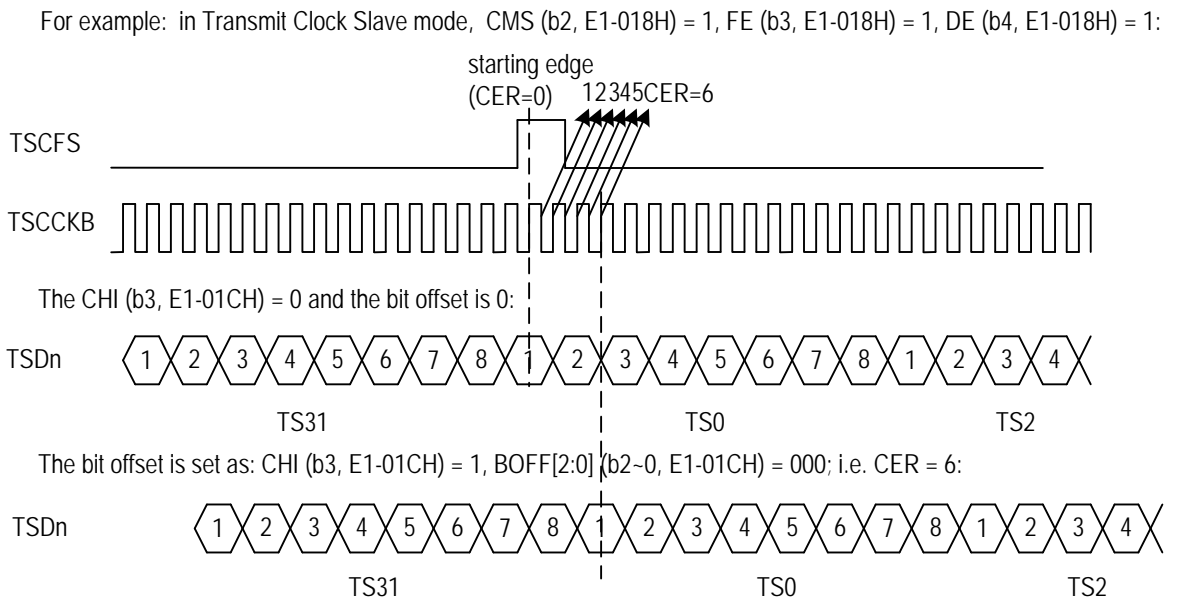 For example: in Transmit Clock Slave mode, CMS (b2, E1-018H) = 1, FE (b3, E1-018H) = 1, DE (b4, E1-018H) = 1:
starting edge
(CER=0) 12345CER=6
TSCFS
TSCCKB
The CHI (b3, E1-01CH) = 0 and the bit offset is 0:
TSDn 1 2 3 4 5 6 7 8 1 2 3 4 5 6 7 8 1 2 3 4
TS31 TS0 TS2
The bit offset is set as: CHI (b3, E1-01CH) = 1, BOFF[2:0] (b2~0, E1-01CH) = 000; i.e. CER = 6:
TSDn 1 2 3 4 5 6 7 8 1 2 3 4 5 6 7 8 1 2 3 4
TS31 TS0 TS2